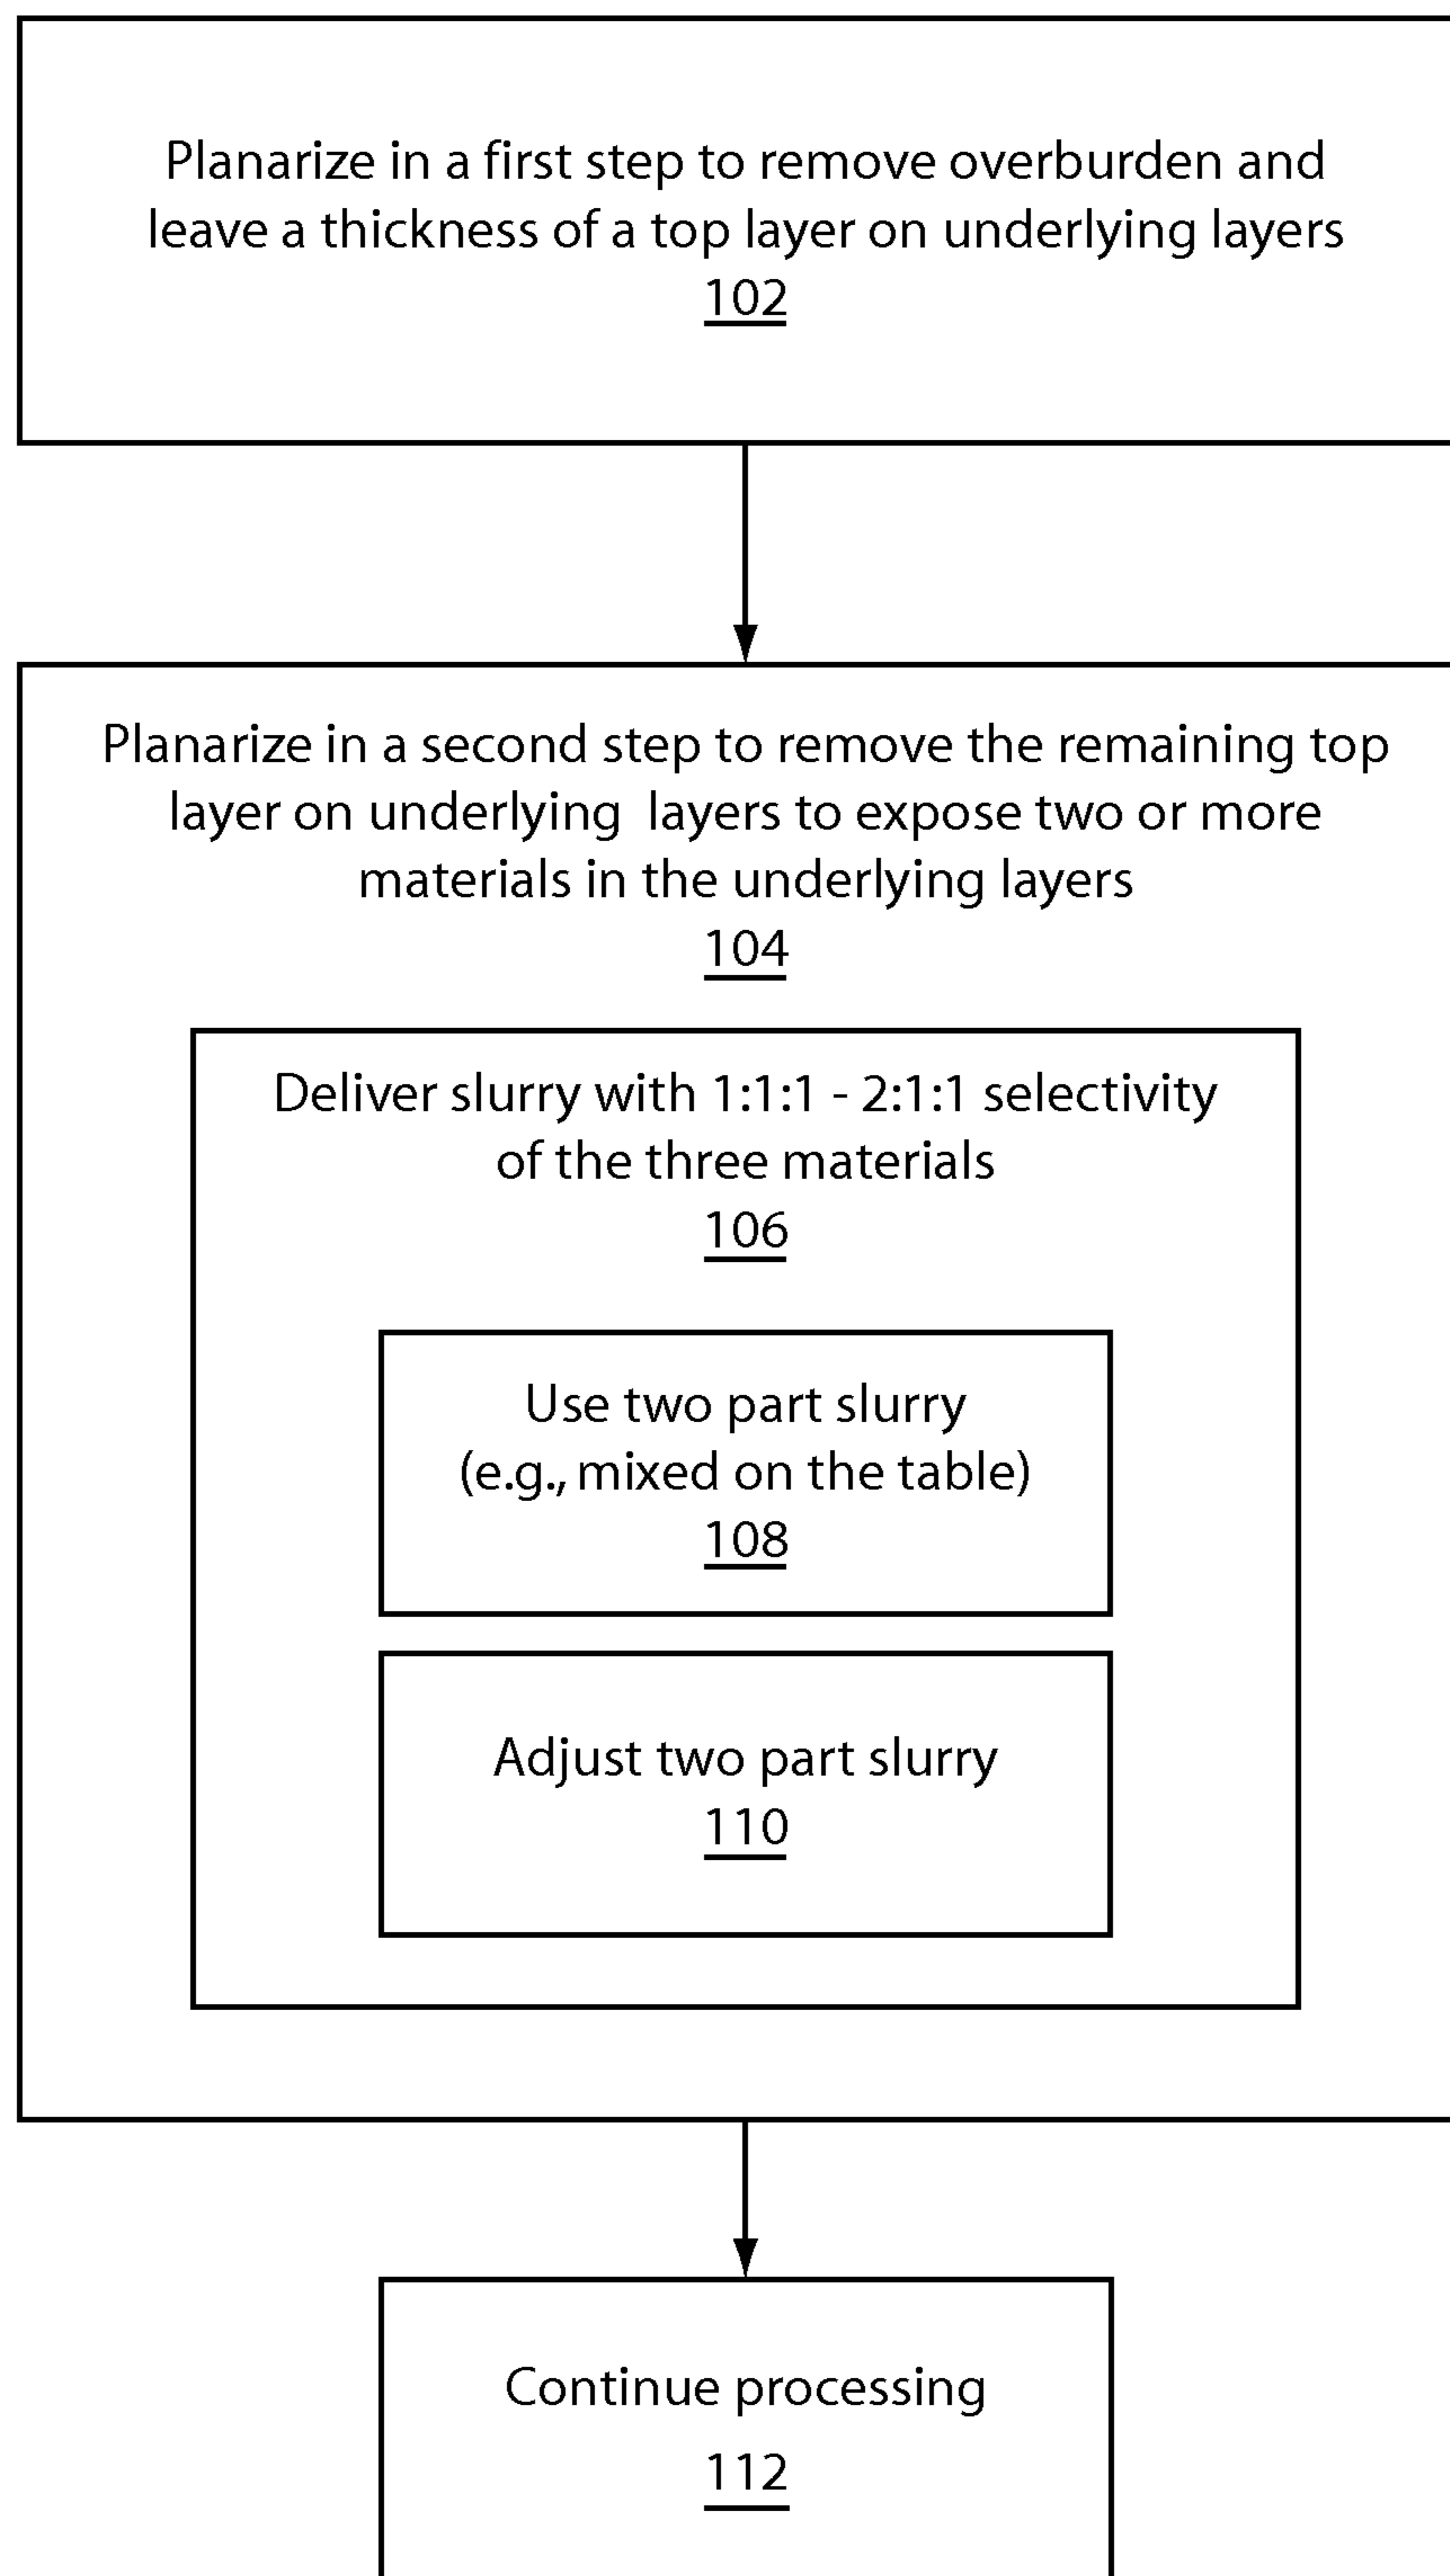 Planarize in a first step to remove overburden and
leave a thickness of a top layer on underlying layers
102
Planarize in a second step to remove the remaining top
layer on underlying layers to expose two or more
materials in the underlying layers
104
Deliver slurry with 1:1:1 - 2:1:1 selectivity
of the three materials
106
Use two part slurry
(e.g., mixed on the table)
108
Adjust two part slurry
110
Continue processing
112